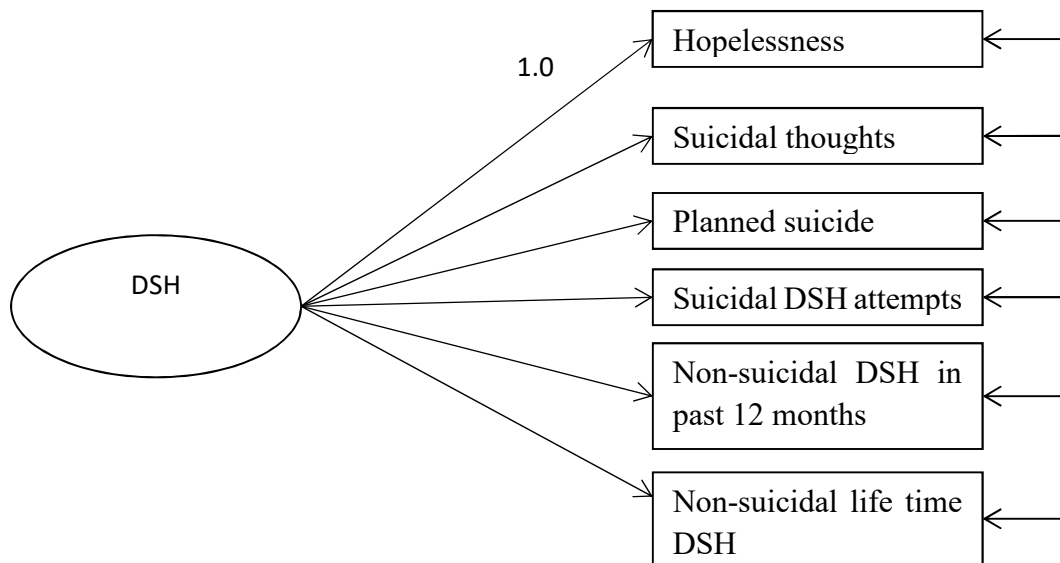 Hopelessness
1.0
Suicidal thoughts
Planned suicide
DSH
Suicidal DSH attempts
Non-suicidal DSH in
past 12 months
Non-suicidal life time
DSH